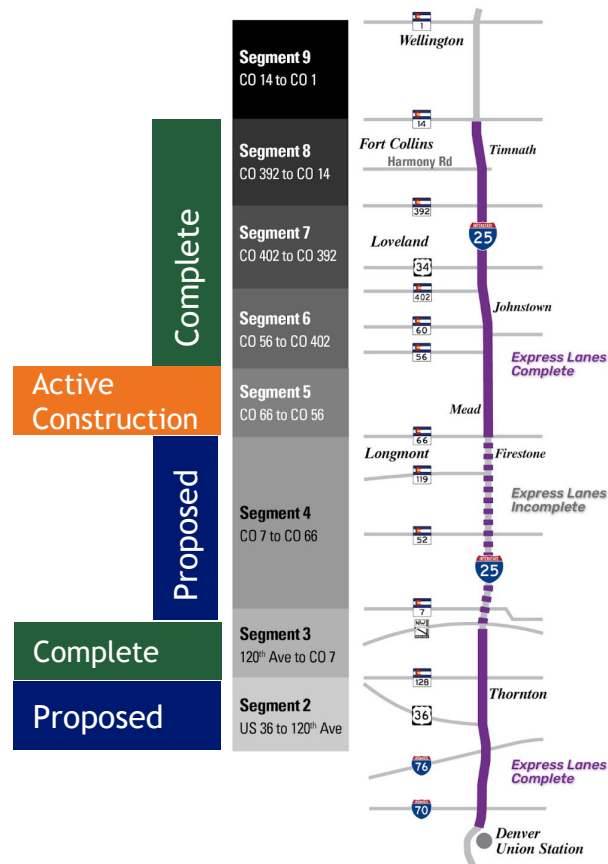 Complete
Active
Construction
Proposed
Complete
Proposed
Segment 9
CO 14 to CO 1
Segment 8
CO 392 to CO 14
Segment 7
CO 402 to CO 392
Segment 6
CO 56 to CO 402
Segment 5
CO 66 to CO 56
Segment 4
CO 7 to CO 66
Segment 3
120th Ave to CO 7
Segment 2
US 36 to 120th Ave
1
Wellington
14
Fort Collins
Timnath
Harmony Rd
392
INTERSTATE
25
Loveland
34
402
Johnstown
60
56
Express Lanes
Complete
Mead
66
Longmont
Firestone
119
Express Lanes
Incomplete
52
INTERSTATE
25
7
NW
128
Thornton
36
76
Express Lanes
Complete
70
Denver
Union Station